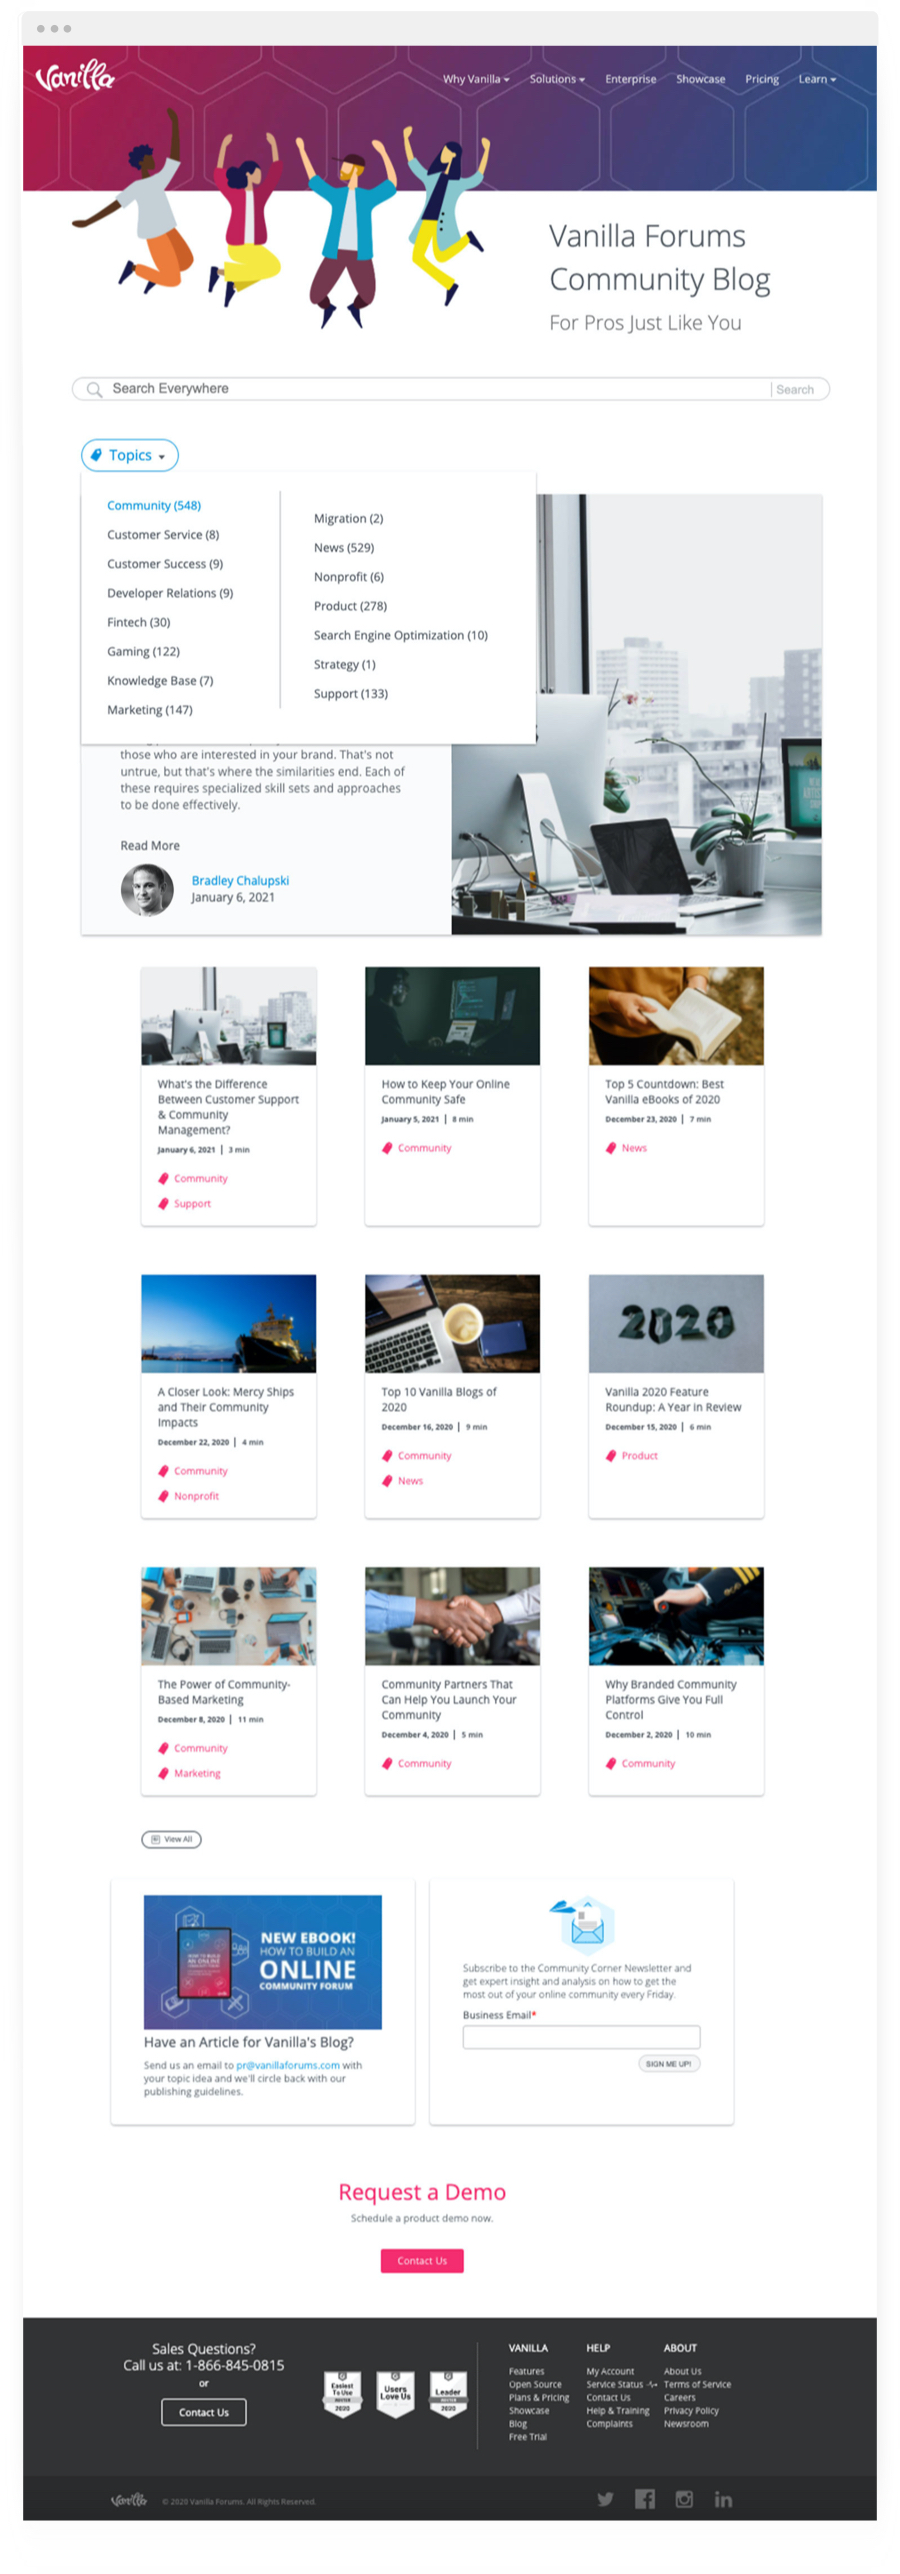 Vanilla
Why Vanilla
Solutions
Enterprise
Showcase
Pricing
Learn
Vanilla Forums
Community Blog
For Pros Just Like You
Search Everywhere
Search
Topics
Community (548)
Customer Service (8)
Customer Success (9)
Developer Relations (9)
Fintech (30)
Gaming (122)
Knowledge Base (7)
Marketing (147)
Migration (2)
News (529)
Nonprofit (6)
Product (278)
Search Engine Optimization (10)
Strategy (1)
Support (133)
those who are interested in your brand. That's not
untrue, but that's where the similarities end. Each of
these requires specialized skill sets and approaches
to be done effectively.
Read More
Bradley Chalupski
January 6, 2021
What's the Difference
Between Customer Support
& Community
Management?
January 6, 2021 | 3 min
Community
Support
How to Keep Your Online
Community Safe
January 5, 2021 | 8 min
Community
Top 5 Countdown: Best
Vanilla eBooks of 2020
December 23, 2020 | 7 min
News
A Closer Look: Mercy Ships
and Their Community
Impacts
December 22, 2020 | 4 min
Community
Nonprofit
Top 10 Vanilla Blogs of
2020
December 16, 2020 | 9 min
Community
News
2020
Vanilla 2020 Feature
Roundup: A Year in Review
December 15, 2020 | 6 min
Product
The Power of Community-
Based Marketing
December 8, 2020 | 11 min
Community
Marketing
Community Partners That
Can Help You Launch Your
Community
December 4, 2020 | 5 min
Community
Why Branded Community
Platforms Give You Full
Control
December 2, 2020 | 10 min
Community
View All
NEW EBOOK!
HOW TO BUILD AN
ONLINE
COMMUNITY FORUM
Have an Article for Vanilla's Blog?
Send us an email to pr@vanillaforums.com with
your topic idea and we'll circle back with our
publishing guidelines.
Subscribe to the Community Corner Newsletter and
get expert insight and analysis on how to get the
most out of your online community every Friday.
Business Email*
SIGN ME UP!
Request a Demo
Schedule a product demo now.
Contact Us
Sales Questions?
Call us at: 1-866-845-0815
or
Contact Us
Easiest
To Use
WINTER
2020
Users
Love Us
Leader
WINTER
2020
VANILLA
Features
Open Source
Plans & Pricing
Showcase
Blog
Free Trial
HELP
My Account
Service Status
Contact Us
Help & Training
Complaints
ABOUT
About Us
Terms of Service
Careers
Privacy Policy
Newsroom
Vanilla
© 2020 Vanilla Forums. All Rights Reserved.